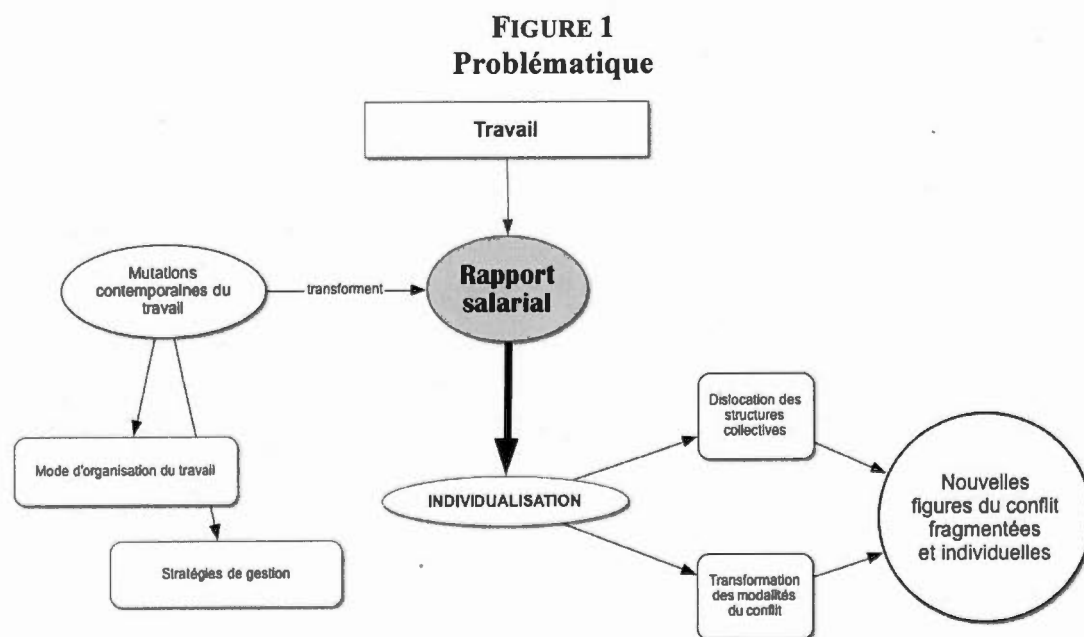 FIGURE 1
Problématique
Travail
Rapport
salarial
Mutations
contemporaines du
travail
transforment
Mode d'organisation du travail
Stratégies de gestion
INDIVIDUALISATION
Dislocation des
structures
collectives
Transformation
des modalités
du conflit
Nouvelles
figures du conflit
fragmentées
et individuelles